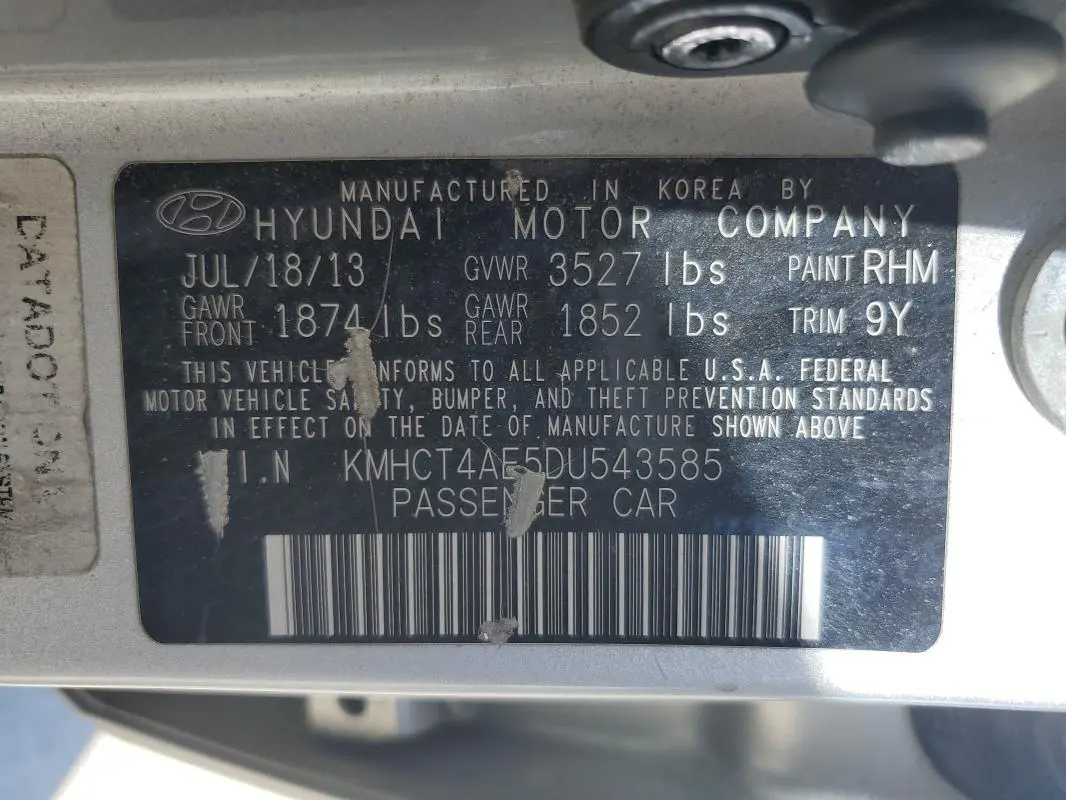 MANUFACTURED IN KOREA BY
HYUNDAI MOTOR COMPANY
JUL/18/13 GVWR 3527 lbs PAINT RHM
GAWR FRONT 1874 lbs GAWR REAR 1852 lbs TRIM 9Y
THIS VEHICLE CONFORMS TO ALL APPLICABLE U.S.A. FEDERAL
MOTOR VEHICLE SAFETY, BUMPER, AND THEFT PREVENTION STANDARDS
IN EFFECT ON THE DATE OF MANUFACTURE SHOWN ABOVE
V.I.N KMHCT4AE5DU543585
PASSENGER CAR
DATADOT DNA